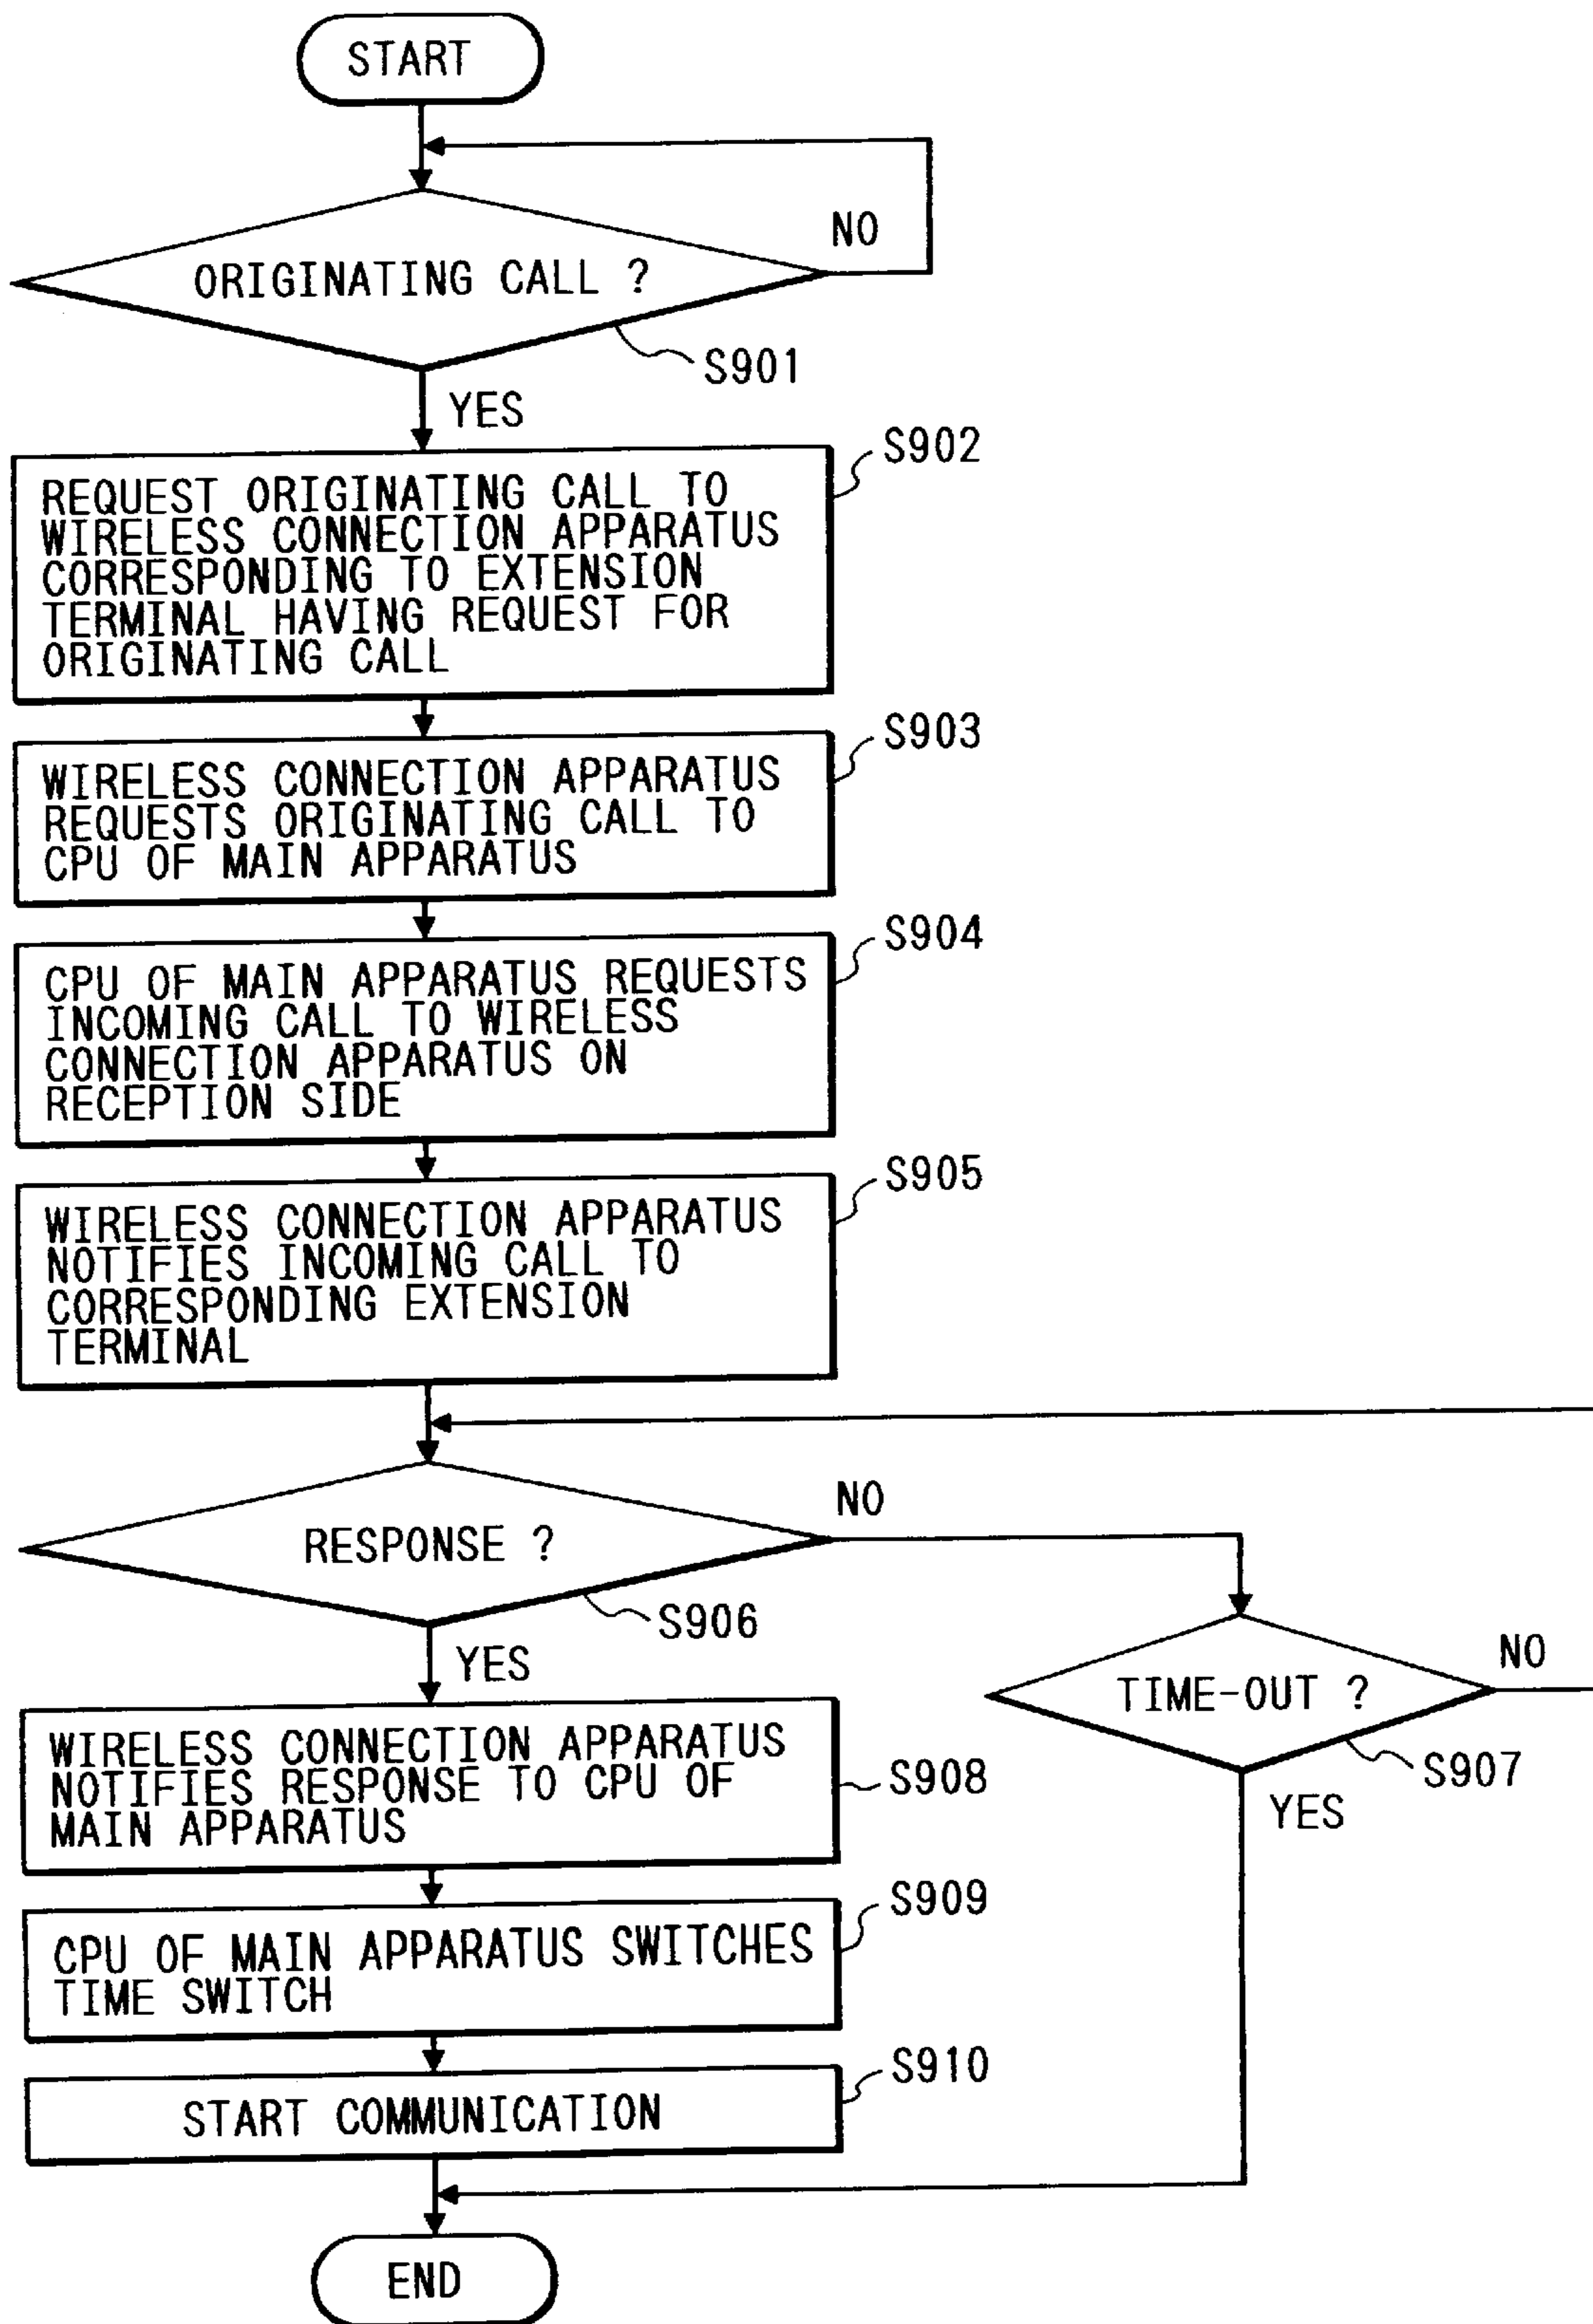 START
NO
ORIGINATING CALL ?
S901
YES
S902
REQUEST ORIGINATING CALL TO
WIRELESS CONNECTION APPARATUS
CORRESPONDING TO EXTENSION
TERMINAL HAVING REQUEST FOR
ORIGINATING CALL
S903
WIRELESS CONNECTION APPARATUS
REQUESTS ORIGINATING CALL TO
CPU OF MAIN APPARATUS
S904
CPU OF MAIN APPARATUS REQUESTS
INCOMING CALL TO WIRELESS
CONNECTION APPARATUS ON
RECEPTION SIDE
S905
WIRELESS CONNECTION APPARATUS
NOTIFIES INCOMING CALL TO
CORRESPONDING EXTENSION
TERMINAL
NO
RESPONSE ?
S906
YES
NO
TIME-OUT ?
S907
YES
WIRELESS CONNECTION APPARATUS
NOTIFIES RESPONSE TO CPU OF
MAIN APPARATUS
S908
S909
CPU OF MAIN APPARATUS SWITCHES
TIME SWITCH
S910
START COMMUNICATION
END